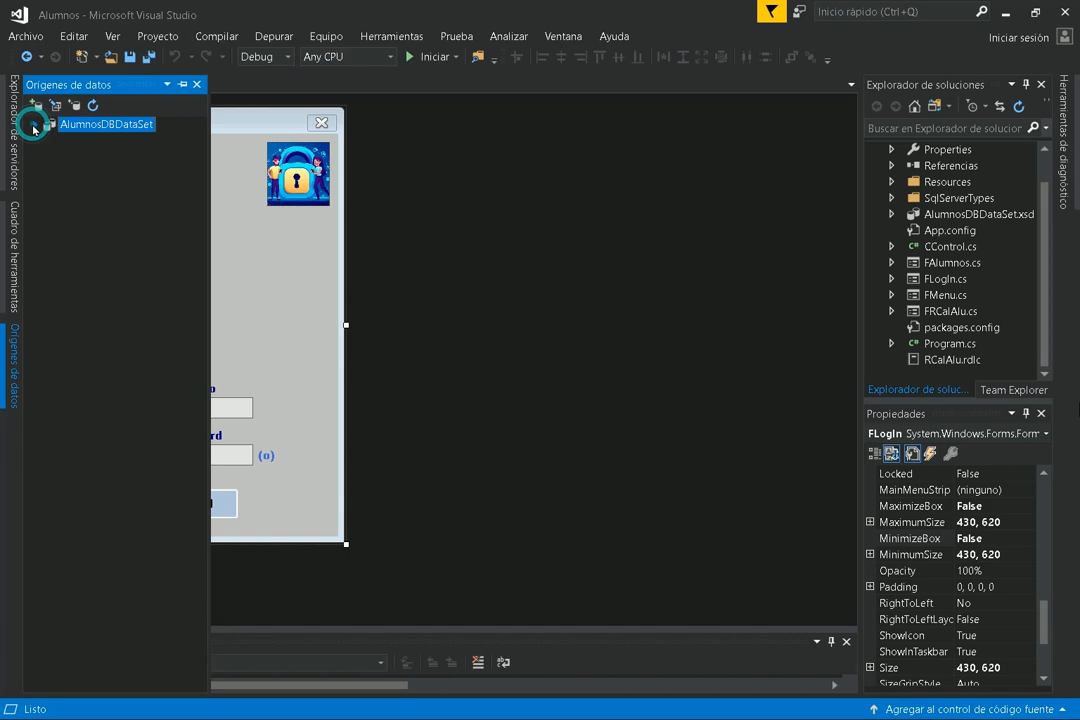 Alumnos - Microsoft Visual Studio
Inicio rápido (Ctrl+Q)
Archivo Editar Ver Proyecto Compilar Depurar Equipo Herramientas Prueba Analizar Ventana Ayuda
Iniciar sesión
Debug Any CPU Iniciar
Orígenes de datos
AlumnosDBDataSet
Explorador de servidores
Cuadro de herramientas
Orígenes de datos
(o)
Explorador de soluciones
Buscar en Explorador de solucion
Properties
Referencias
Resources
SqlServerTypes
AlumnosDBDataSet.xsd
App.config
CControl.cs
FAlumnos.cs
FLogIn.cs
FMenu.cs
FRCalAlu.cs
packages.config
Program.cs
RCalAlu.rdlc
Explorador de soluc... Team Explorer
Herramientas de diagnóstico
Propiedades
FLogIn System.Windows.Forms.Form
Locked False
MainMenuStrip (ninguno)
MaximizeBox False
MaximumSize 430, 620
MinimizeBox False
MinimumSize 430, 620
Opacity 100%
Padding 0, 0, 0, 0
RightToLeft No
RightToLeftLayc False
ShowIcon True
ShowInTaskbar True
Size 430, 620
SizeGripStyle Auto
Listo
Agregar al control de código fuente